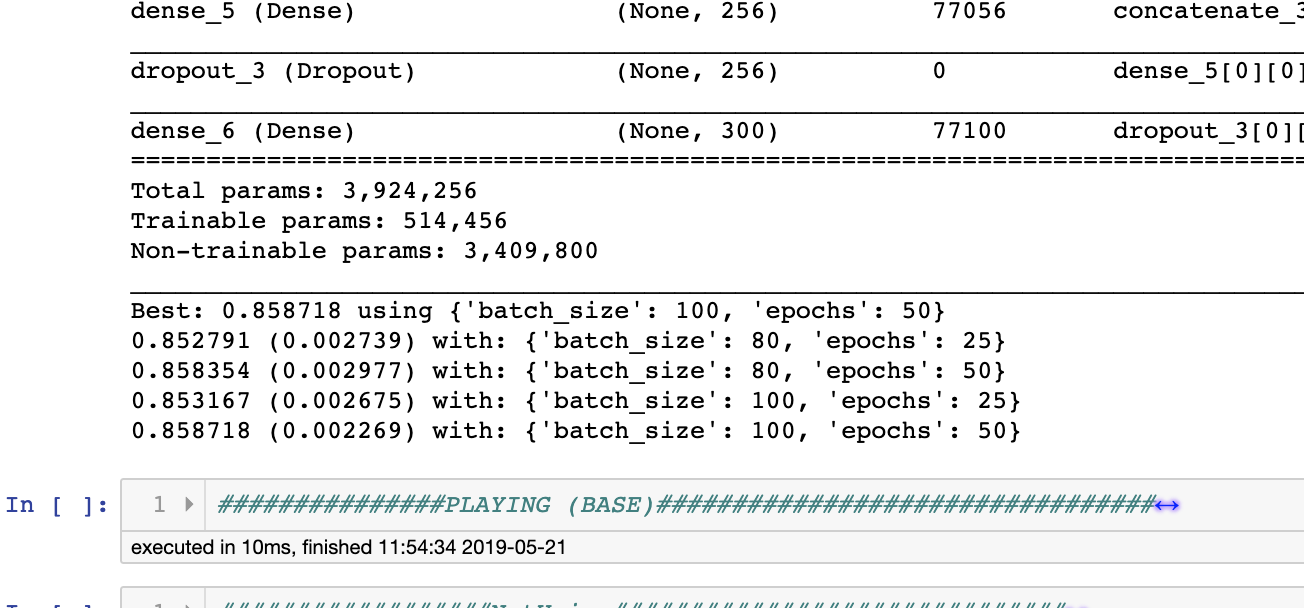 dense_5 (Dense) (None, 256) 77056 concatenate_3
dropout_3 (Dropout) (None, 256) 0 dense_5[0][0]
dense_6 (Dense) (None, 300) 77100 dropout_3[0][
================================================================================
Total params: 3,924,256
Trainable params: 514,456
Non-trainable params: 3,409,800
Best: 0.858718 using {'batch_size': 100, 'epochs': 50}
0.852791 (0.002739) with: {'batch_size': 80, 'epochs': 25}
0.858354 (0.002977) with: {'batch_size': 80, 'epochs': 50}
0.853167 (0.002675) with: {'batch_size': 100, 'epochs': 25}
0.858718 (0.002269) with: {'batch_size': 100, 'epochs': 50}
In [ ]: 1 ###############PLAYING (BASE)#################################↔
executed in 10ms, finished 11:54:34 2019-05-21